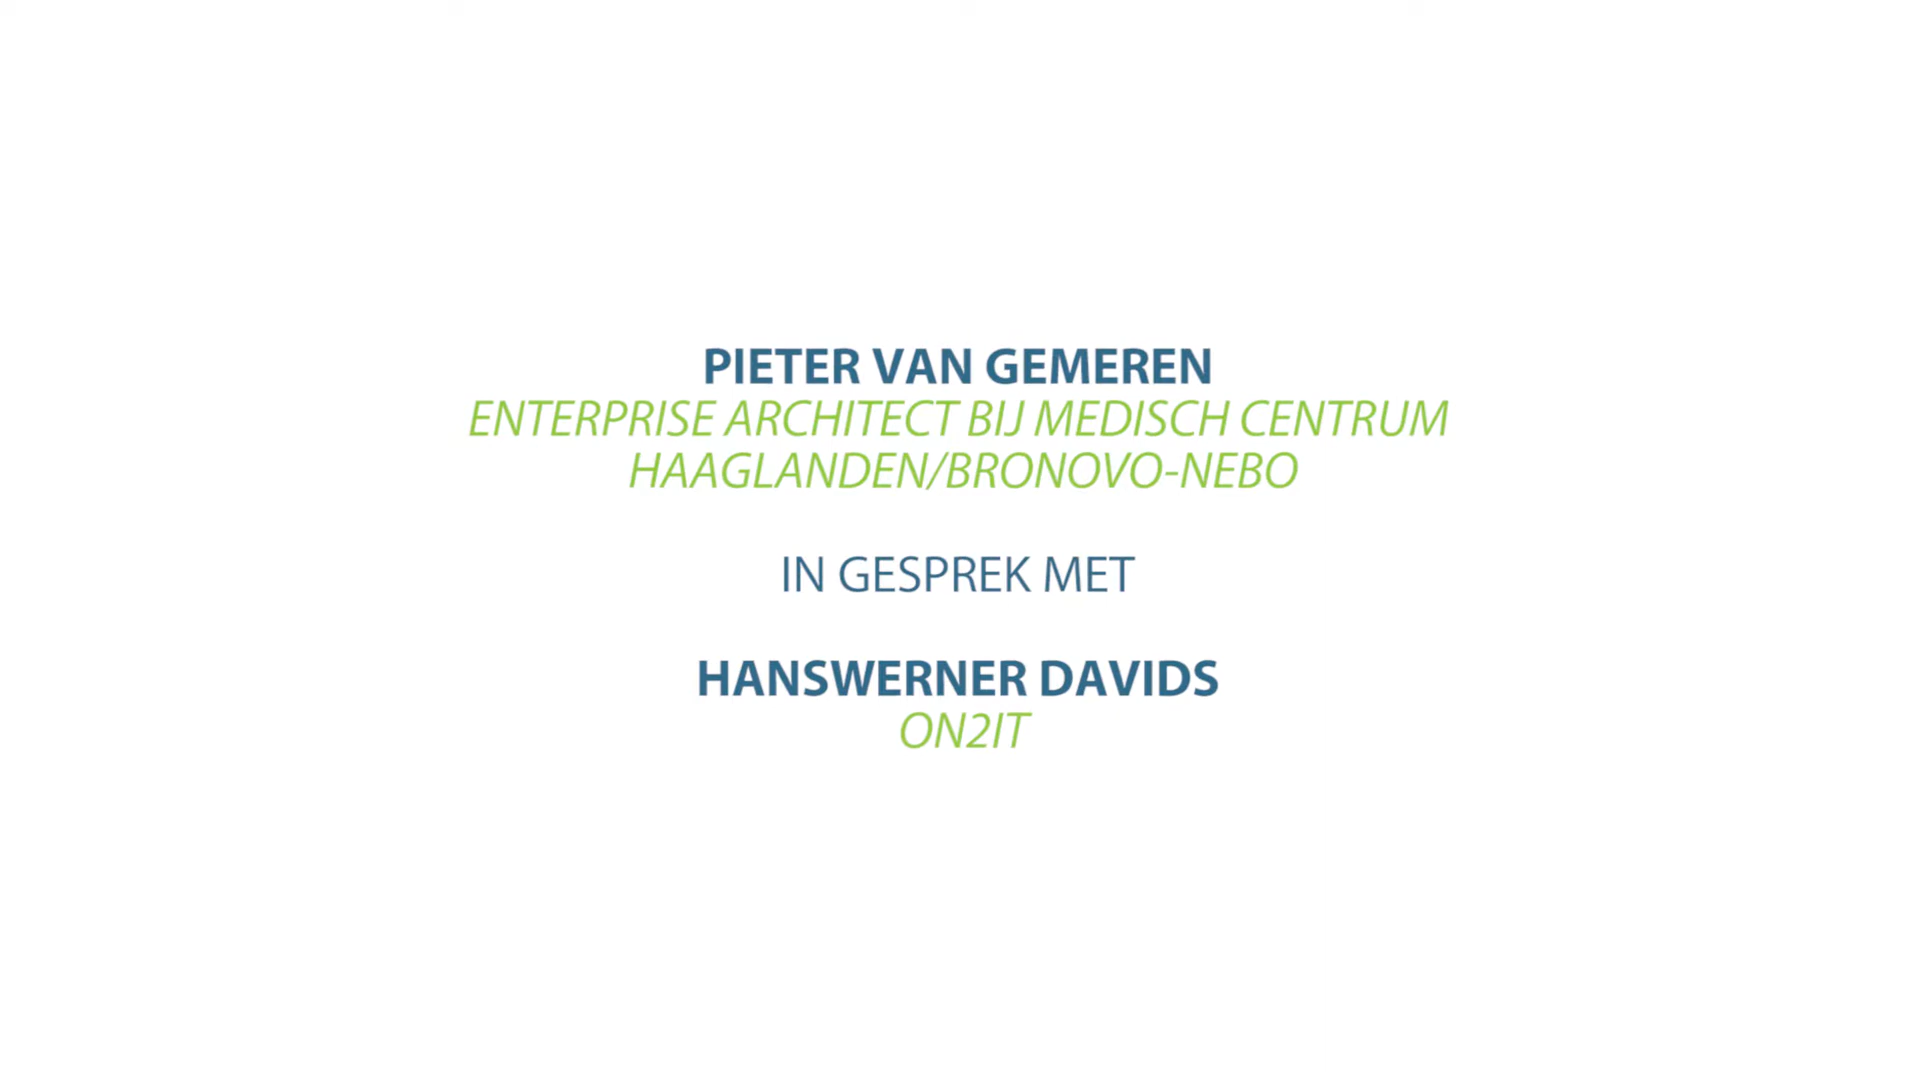 PIETER VAN GEMEREN
ENTERPRISE ARCHITECT BIJ MEDISCH CENTRUM
HAAGLANDEN/BRONOVO-NEBO
IN GESPREK MET
HANSWERNER DAVIDS
ON2IT